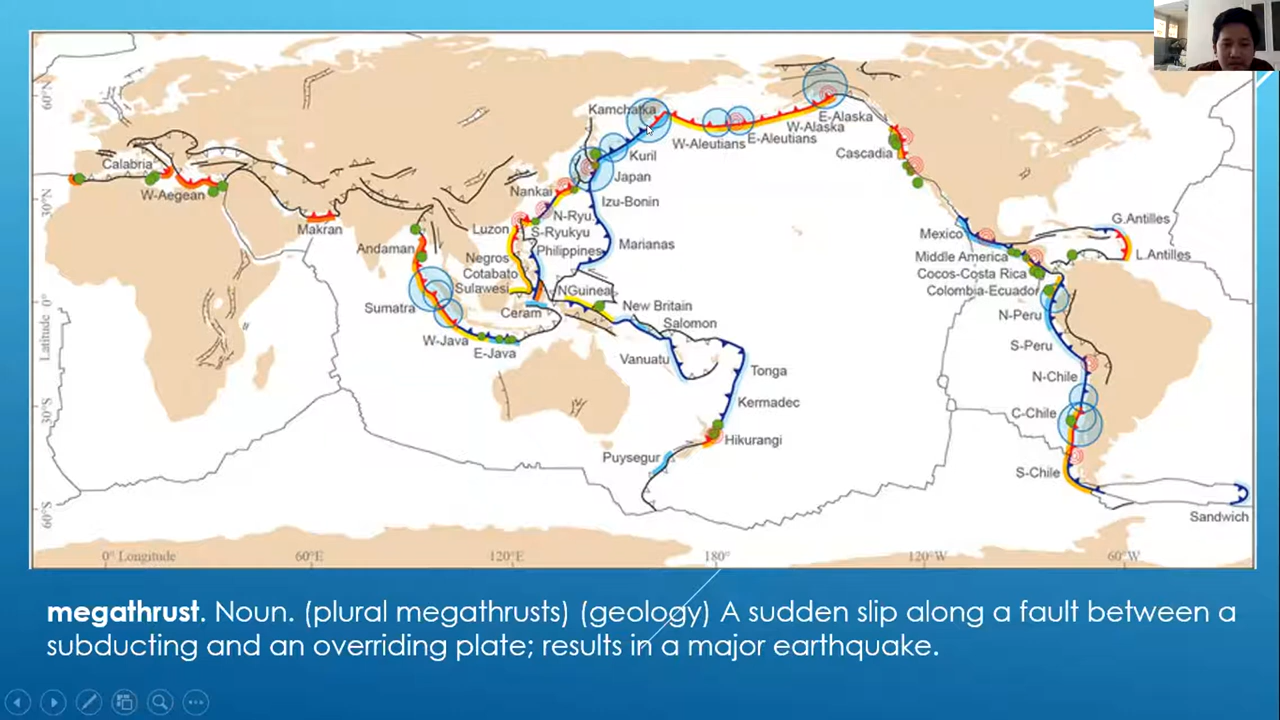 60°N
Kamchatka
E-Alaska
W-Alaska
E-Aleutians
W-Aleutians
Cascadia
Calabria
Kuril
Japan
W-Aegean
Nankai
30°N
Izu-Bonin
N-Ryu.
G.Antilles
Makran
Luzon
S-Ryukyu
Mexico
Andaman
Philippines
Marianas
L.Antilles
Negros
Middle America
Cotabato
Cocos-Costa Rica
Sulawesi
NGuinea
Colombia-Ecuador
0°
Sumatra
Ceram
New Britain
N-Peru
Salomon
Latitude
W-Java
E-Java
S-Peru
Vanuatu
Tonga
N-Chile
30°S
Kermadec
C-Chile
Hikurangi
Puysegur
S-Chile
60°S
Sandwich
0° Longitude
60°E
120°E
180°
120°W
60°W
megathrust. Noun. (plural megathrusts) (geology) A sudden slip along a fault between a
subducting and an overriding plate; results in a major earthquake.